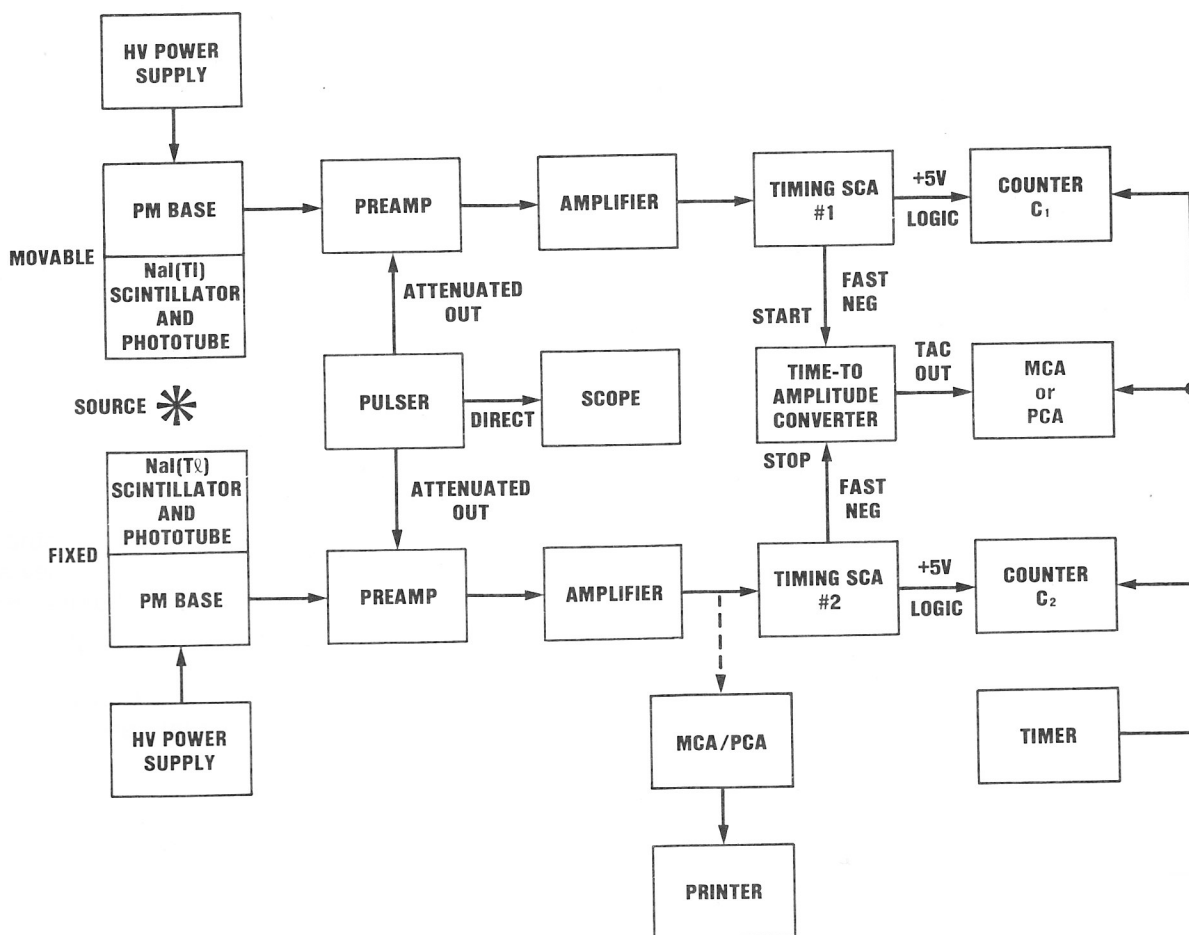 HV POWER
SUPPLY
PM BASE
PREAMP
AMPLIFIER
TIMING SCA
#1
+5V
LOGIC
COUNTER
C₁
MOVABLE
NaI(Tl)
SCINTILLATOR
AND
PHOTOTUBE
ATTENUATED
OUT
START
FAST
NEG
SOURCE
PULSER
DIRECT
SCOPE
TIME-TO
AMPLITUDE
CONVERTER
TAC
OUT
MCA
or
PCA
NaI(Tℓ)
SCINTILLATOR
AND
PHOTOTUBE
FIXED
PM BASE
ATTENUATED
OUT
STOP
FAST
NEG
PREAMP
AMPLIFIER
TIMING SCA
#2
+5V
LOGIC
COUNTER
C₂
HV POWER
SUPPLY
MCA/PCA
TIMER
PRINTER